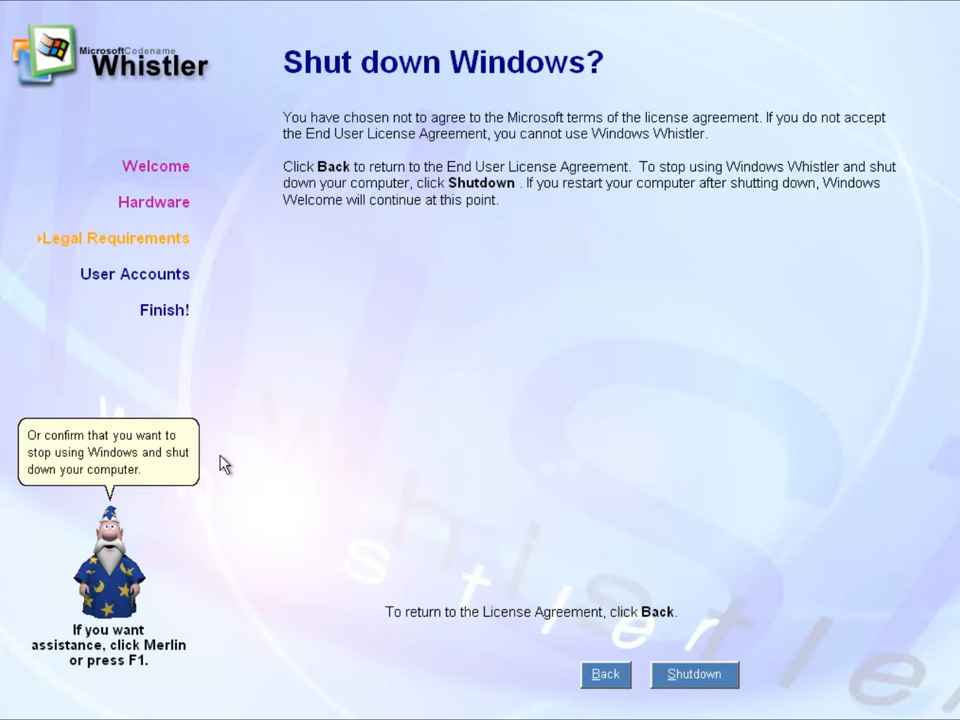 MicrosoftCodename
Whistler
Shut down Windows?
You have chosen not to agree to the Microsoft terms of the license agreement. If you do not accept
the End User License Agreement, you cannot use Windows Whistler.
Click Back to return to the End User License Agreement. To stop using Windows Whistler and shut
down your computer, click Shutdown . If you restart your computer after shutting down, Windows
Welcome will continue at this point.
Welcome
Hardware
Legal Requirements
User Accounts
Finish!
Or confirm that you want to
stop using Windows and shut
down your computer.
If you want
assistance, click Merlin
or press F1.
To return to the License Agreement, click Back.
Back
Shutdown